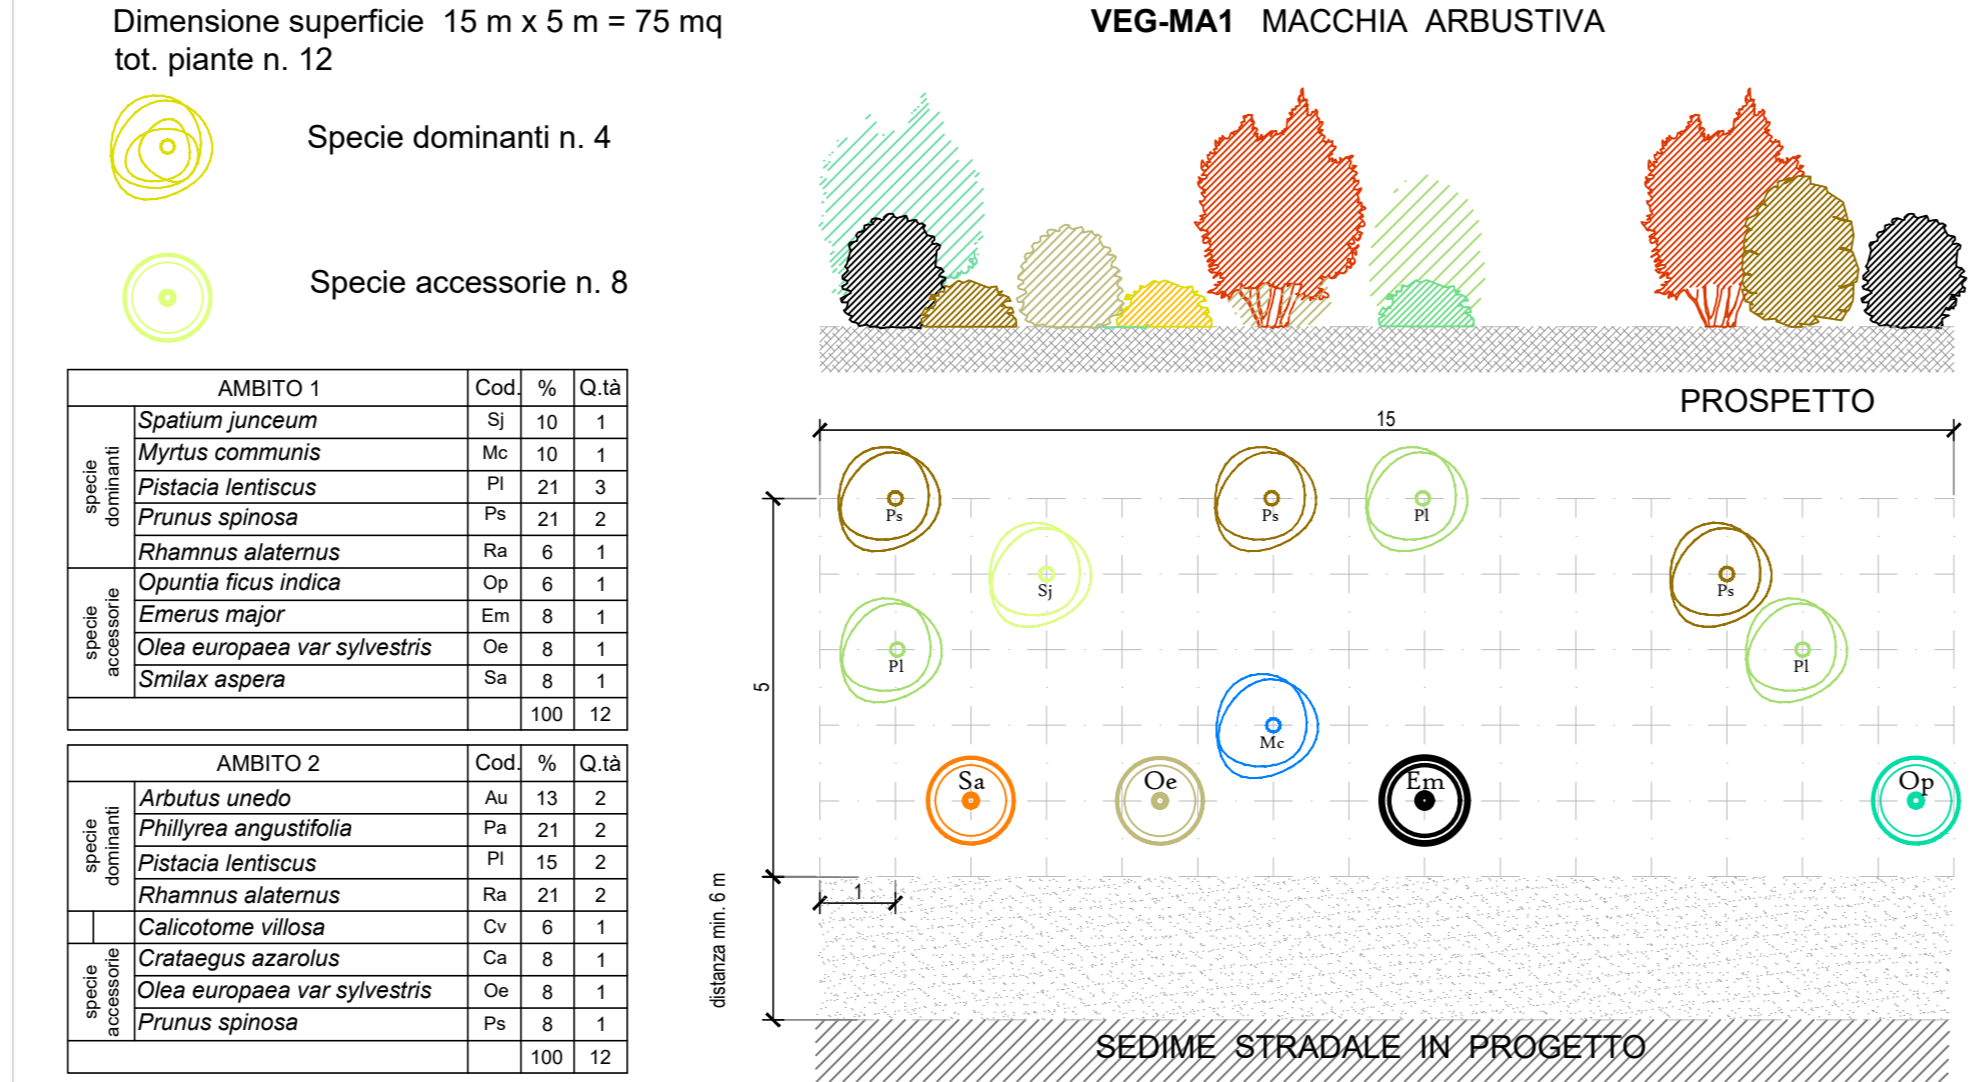 Dimensione superficie 15 m x 5 m = 75 mq
tot. piante n. 12
Specie dominanti n. 4
Specie accessorie n. 8
AMBITO 1 Cod. % Q.tà
specie dominanti
Spatium junceum Sj 10 1
Myrtus communis Mc 10 1
Pistacia lentiscus Pl 21 3
Prunus spinosa Ps 21 2
Rhamnus alaternus Ra 6 1
specie accessorie
Opuntia ficus indica Op 6 1
Emerus major Em 8 1
Olea europaea var sylvestris Oe 8 1
Smilax aspera Sa 8 1
100 12
AMBITO 2 Cod. % Q.tà
specie dominanti
Arbutus unedo Au 13 2
Phillyrea angustifolia Pa 21 2
Pistacia lentiscus Pl 15 2
Rhamnus alaternus Ra 21 2
Calicotome villosa Cv 6 1
specie accessorie
Crataegus azarolus Ca 8 1
Olea europaea var sylvestris Oe 8 1
Prunus spinosa Ps 8 1
100 12
VEG-MA1 MACCHIA ARBUSTIVA
PROSPETTO
15
Ps Ps Pl
Sj Ps
Pl Pl
5
Mc
Sa Oe Em Op
1
distanza min. 6 m
SEDIME STRADALE IN PROGETTO